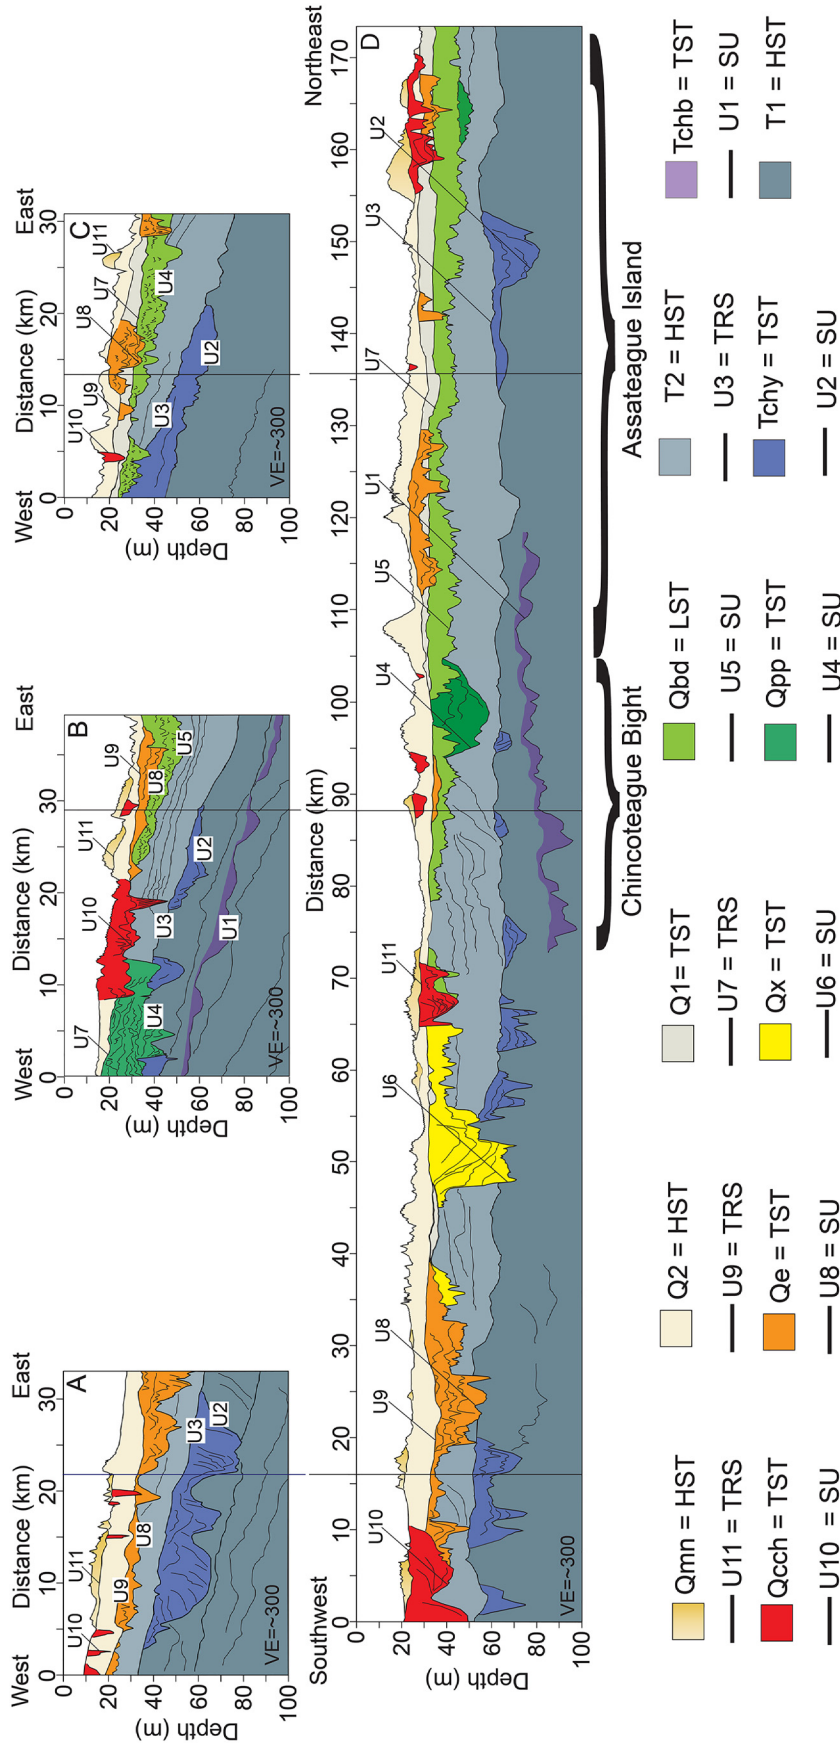 West
Distance (km)
East
0
10
20
30
A
0
20
40
60
80
100
Depth (m)
U10
U11
U9
U8
U3
U2
VE=~300
West
Distance (km)
East
0
10
20
30
B
0
20
40
60
80
100
Depth (m)
U7
U10
U11
U9
U8
U5
U4
U3
U2
U1
VE=~300
West
Distance (km)
East
0
10
20
30
C
0
20
40
60
80
100
Depth (m)
U10
U9
U8
U7
U11
U4
U3
U2
VE=~300
Southwest
Distance (km)
Northeast
0
10
20
30
40
50
60
70
80
90
100
110
120
130
140
150
160
170
D
0
20
40
60
80
100
Depth (m)
U10
U9
U8
U6
U11
U4
U5
U1
U7
U3
U2
VE=~300
Chincoteague Bight
Assateague Island
Qmn = HST
Q2 = HST
Q1= TST
Qbd = LST
T2 = HST
Tchb = TST
U11 = TRS
U9 = TRS
U7 = TRS
U5 = SU
U3 = TRS
U1 = SU
Qcch = TST
Qe = TST
Qx = TST
Qpp = TST
Tchy = TST
T1 = HST
U10 = SU
U8 = SU
U6 = SU
U4 = SU
U2 = SU